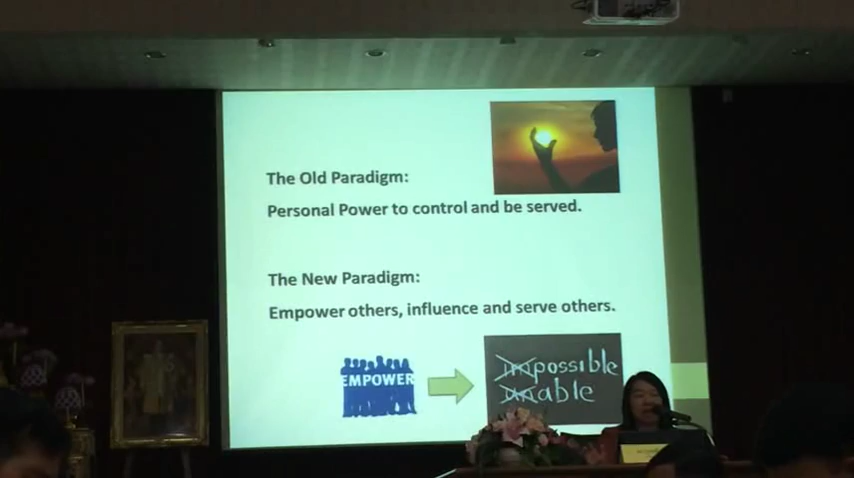 The Old Paradigm:
Personal Power to control and be served.
The New Paradigm:
Empower others, influence and serve others.
EMPOWER
impossible
unable